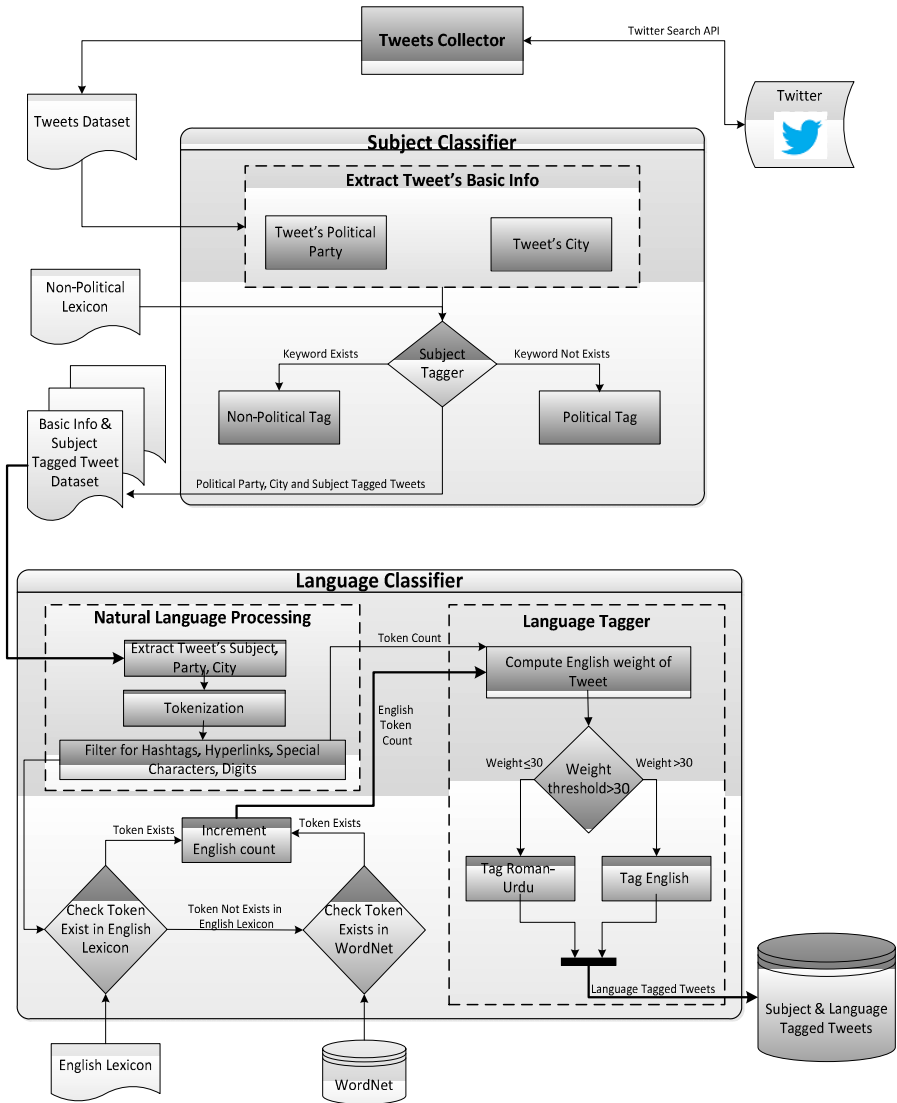 Tweets Collector
Twitter Search API
Twitter
Tweets Dataset
Subject Classifier
Extract Tweet's Basic Info
Tweet's Political
Party
Tweet's City
Non-Political
Lexicon
Subject
Tagger
Keyword Exists
Keyword Not Exists
Non-Political Tag
Political Tag
Basic Info &
Subject
Tagged Tweet
Dataset
Political Party, City and Subject Tagged Tweets
Language Classifier
Natural Language Processing
Extract Tweet's Subject,
Party, City
Tokenization
Filter for Hashtags, Hyperlinks, Special
Characters, Digits
Token Count
English
Token
Count
Language Tagger
Compute English weight of
Tweet
Weight≤30
Weight >30
Weight
threshold>30
Tag Roman-
Urdu
Tag English
Language Tagged Tweets
Token Exists
Increment
English count
Token Exists
Check Token
Exist in English
Lexicon
Token Not Exists in
English Lexicon
Check Token
Exists in
WordNet
English Lexicon
WordNet
Subject & Language
Tagged Tweets